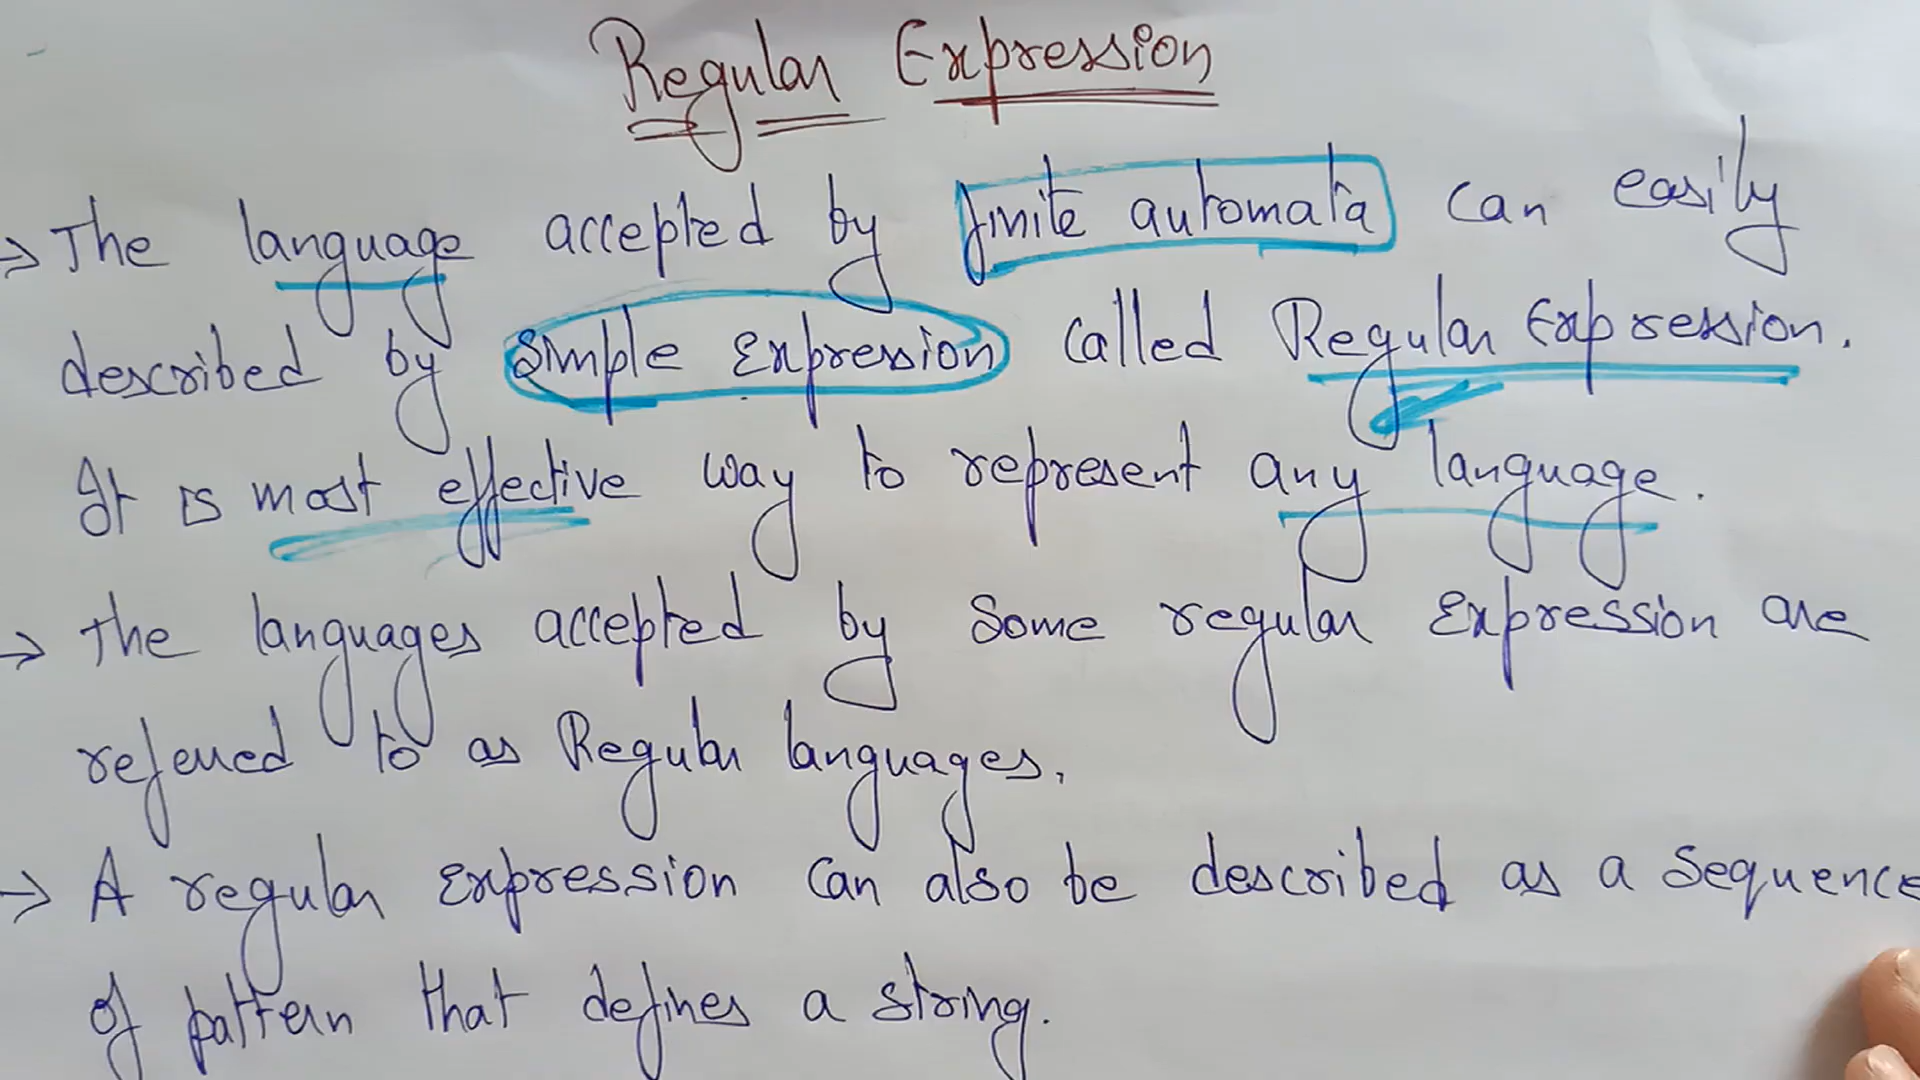 Regular Expression
→ The language accepted by finite automata can easily
described by Simple Expression called Regular Expression.
It is most effective way to represent any language.
→ The languages accepted by Some regular Expression are
referred to as Regular languages.
→ A regular expression can also be described as a Sequence
of pattern that defines a string.